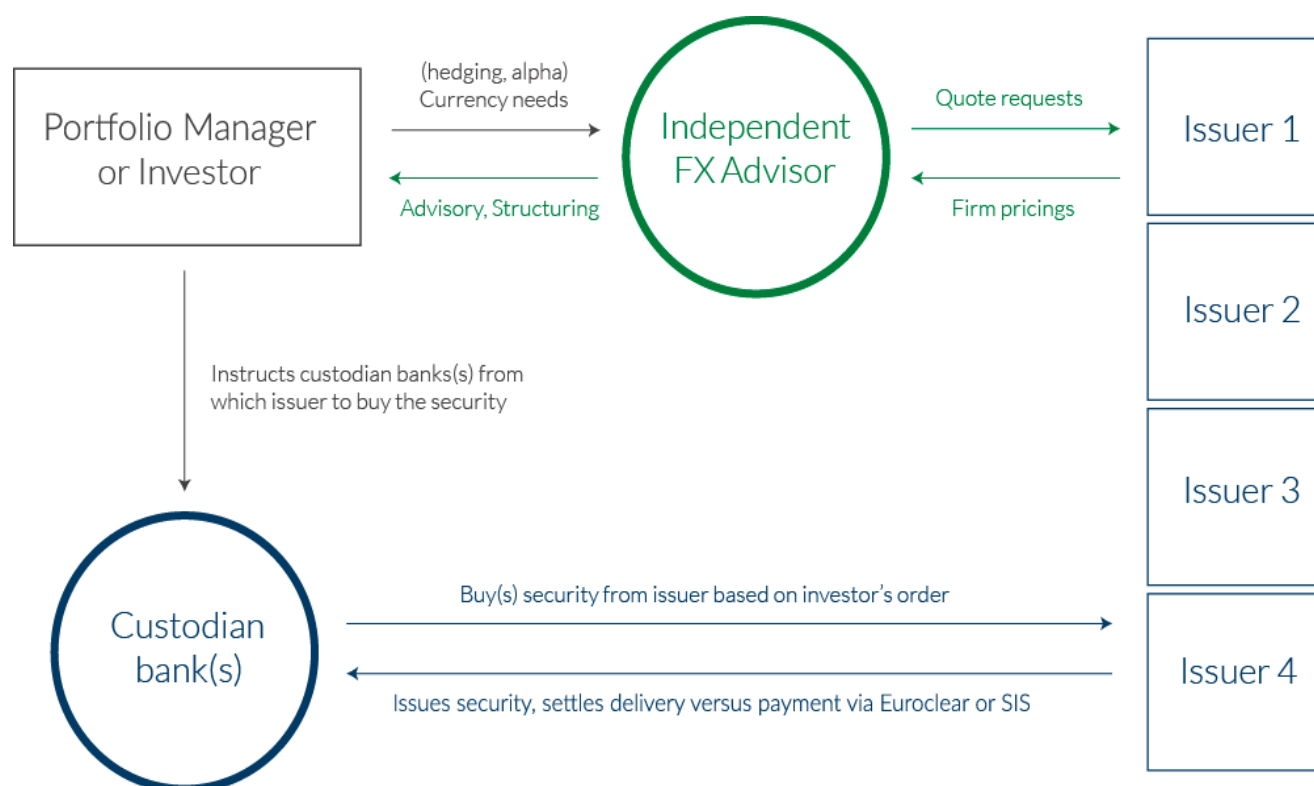 (hedging, alpha)
Currency needs
Portfolio Manager
or Investor
Advisory, Structuring
Independent
FX Advisor
Quote requests
Firm pricings
Issuer 1
Issuer 2
Instructs custodian banks(s) from
which issuer to buy the security
Issuer 3
Custodian
bank(s)
Buy(s) security from issuer based on investor's order
Issues security, settles delivery versus payment via Euroclear or SIS
Issuer 4